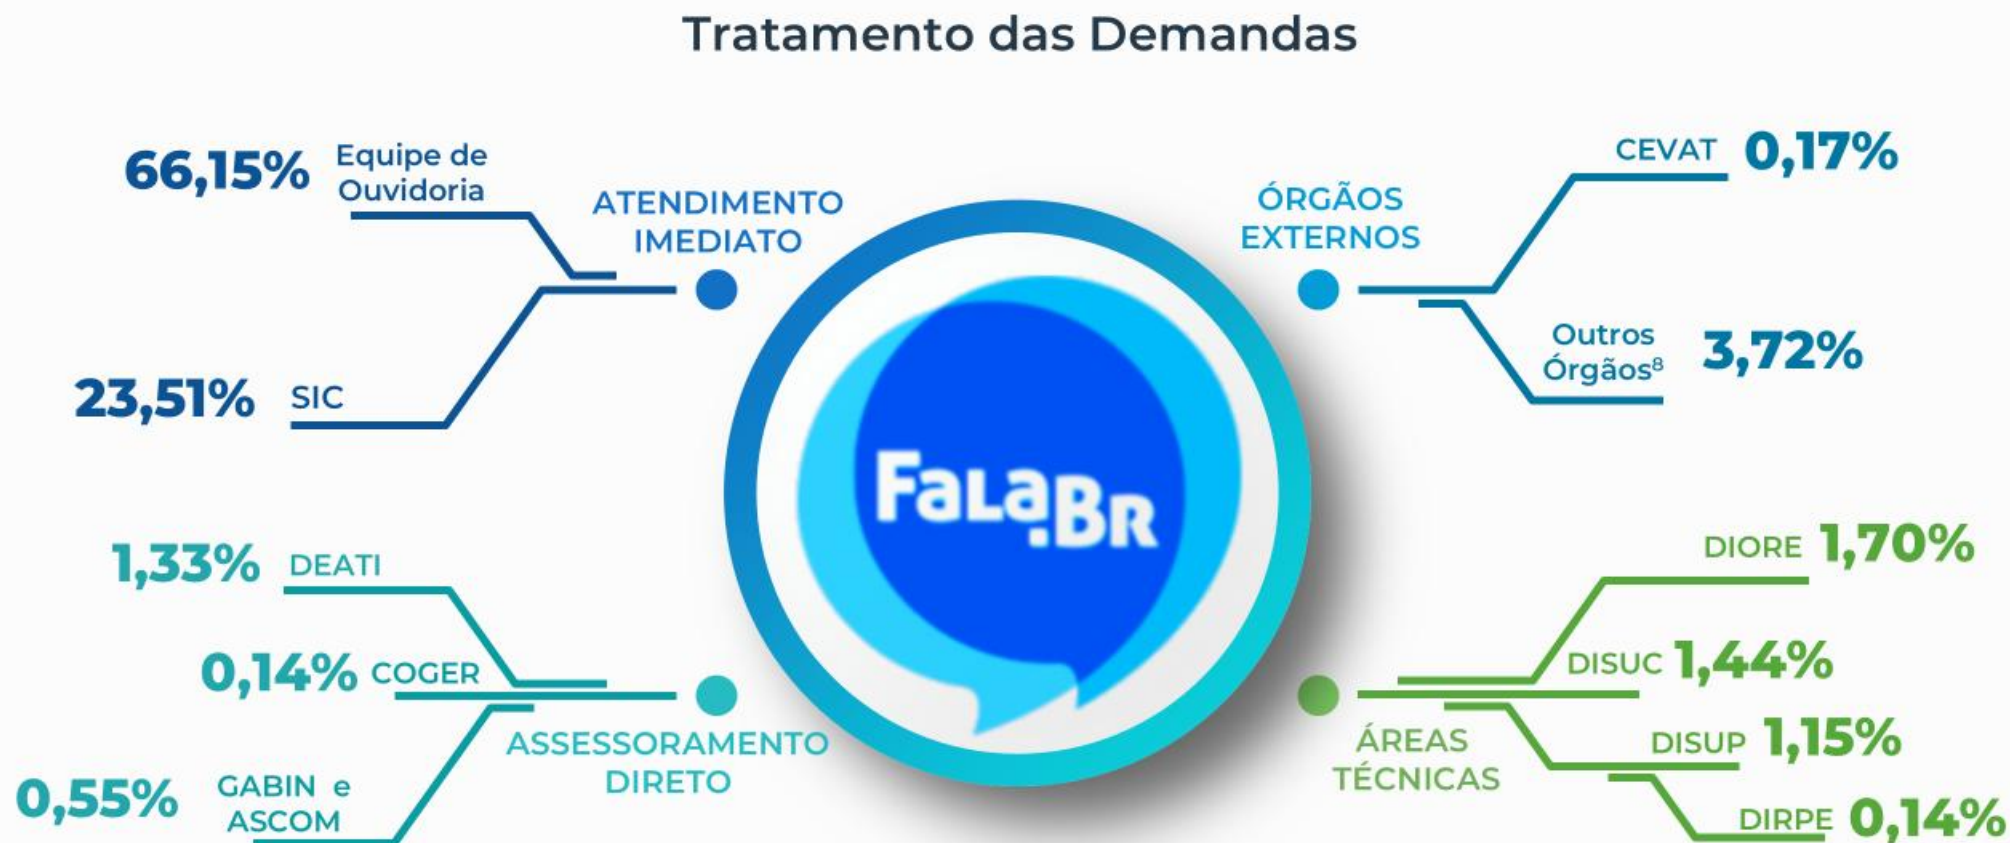 Tratamento das Demandas
66,15%
Equipe de
Ouvidoria
ATENDIMENTO
IMEDIATO
23,51%
SIC
ÓRGÃOS
EXTERNOS
CEVAT
0,17%
Outros
Órgãos⁸
3,72%
FaLa.BR
1,33%
DEATI
0,14%
COGER
0,55%
GABIN e
ASCOM
ASSESSORAMENTO
DIRETO
ÁREAS
TÉCNICAS
DIORE
1,70%
DISUC
1,44%
DISUP
1,15%
DIRPE
0,14%